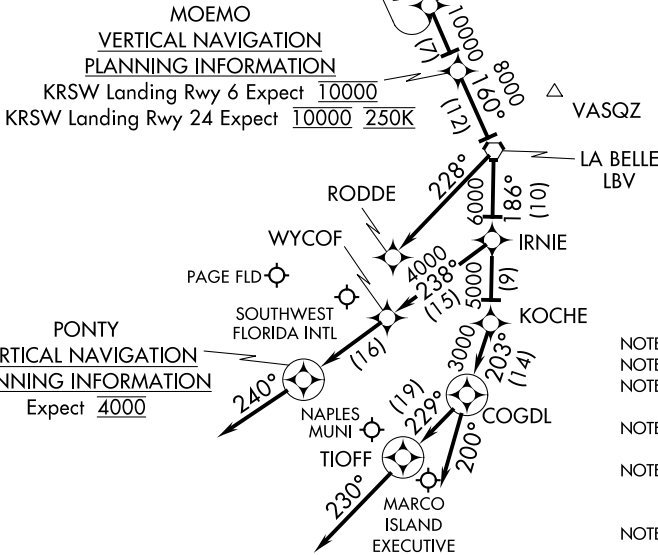 MOEMO
VERTICAL NAVIGATION
PLANNING INFORMATION
KRSW Landing Rwy 6 Expect 10000
KRSW Landing Rwy 24 Expect 10000 250K
10000
(7)
8000
160°
(12)
VASQZ
LA BELLE
LBV
228°
6000
186°
(10)
RODDE
WYCOF
IRNIE
PAGE FLD
4000
238°
(15)
5000
(9)
SOUTHWEST
FLORIDA INTL
KOCHE
PONTY
RTICAL NAVIGATION
NNING INFORMATION
Expect 4000
(16)
240°
3000
203°
(14)
NAPLES
MUNI
(19)
229°
COGDL
TIOFF
200°
230°
MARCO
ISLAND
EXECUTIVE
NOTE
NOTE
NOTE
NOTE
NOTE
NOTE